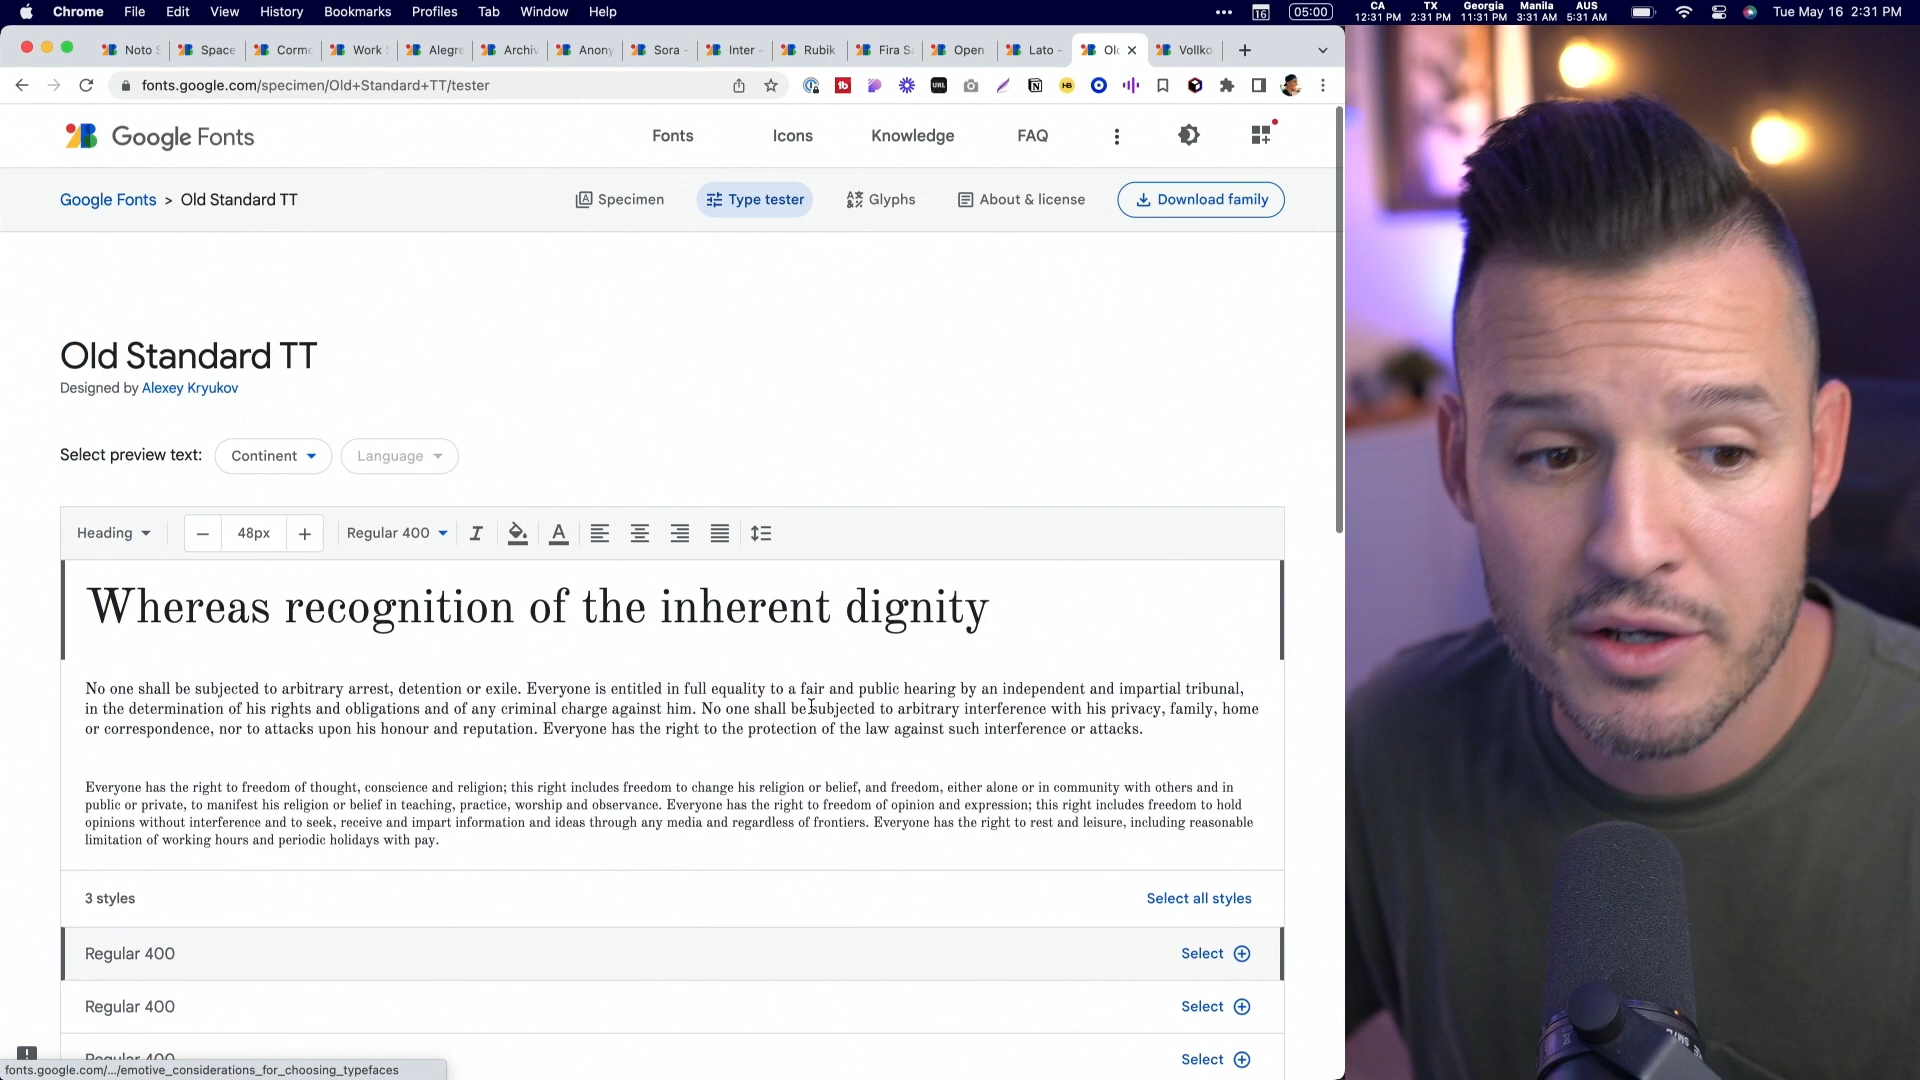 Chrome File Edit View History Bookmarks Profiles Tab Window Help
16 05:00 CA TX Georgia Manila AUS Tue May 16 2:31 PM
12:31 PM 2:31 PM 11:31 PM 3:31 AM 5:31 AM
Noto S Space Cormo Work S Alegre Archiv Anony Sora - Inter - Rubik Fira Sa Open Lato - Old Vollko
fonts.google.com/specimen/Old+Standard+TT/tester
Google Fonts Fonts Icons Knowledge FAQ
Google Fonts > Old Standard TT Specimen Type tester Glyphs About & license Download family
Old Standard TT
Designed by Alexey Kryukov
Select preview text: Continent Language
Heading 48px Regular 400
Whereas recognition of the inherent dignity
No one shall be subjected to arbitrary arrest, detention or exile. Everyone is entitled in full equality to a fair and public hearing by an independent and impartial tribunal,
in the determination of his rights and obligations and of any criminal charge against him. No one shall be subjected to arbitrary interference with his privacy, family, home
or correspondence, nor to attacks upon his honour and reputation. Everyone has the right to the protection of the law against such interference or attacks.
Everyone has the right to freedom of thought, conscience and religion; this right includes freedom to change his religion or belief, and freedom, either alone or in community with others and in
public or private, to manifest his religion or belief in teaching, practice, worship and observance. Everyone has the right to freedom of opinion and expression; this right includes freedom to hold
opinions without interference and to seek, receive and impart information and ideas through any media and regardless of frontiers. Everyone has the right to rest and leisure, including reasonable
limitation of working hours and periodic holidays with pay.
3 styles Select all styles
Regular 400 Select
Regular 400 Select
Regular 400 Select
fonts.google.com/.../emotive_considerations_for_choosing_typefaces